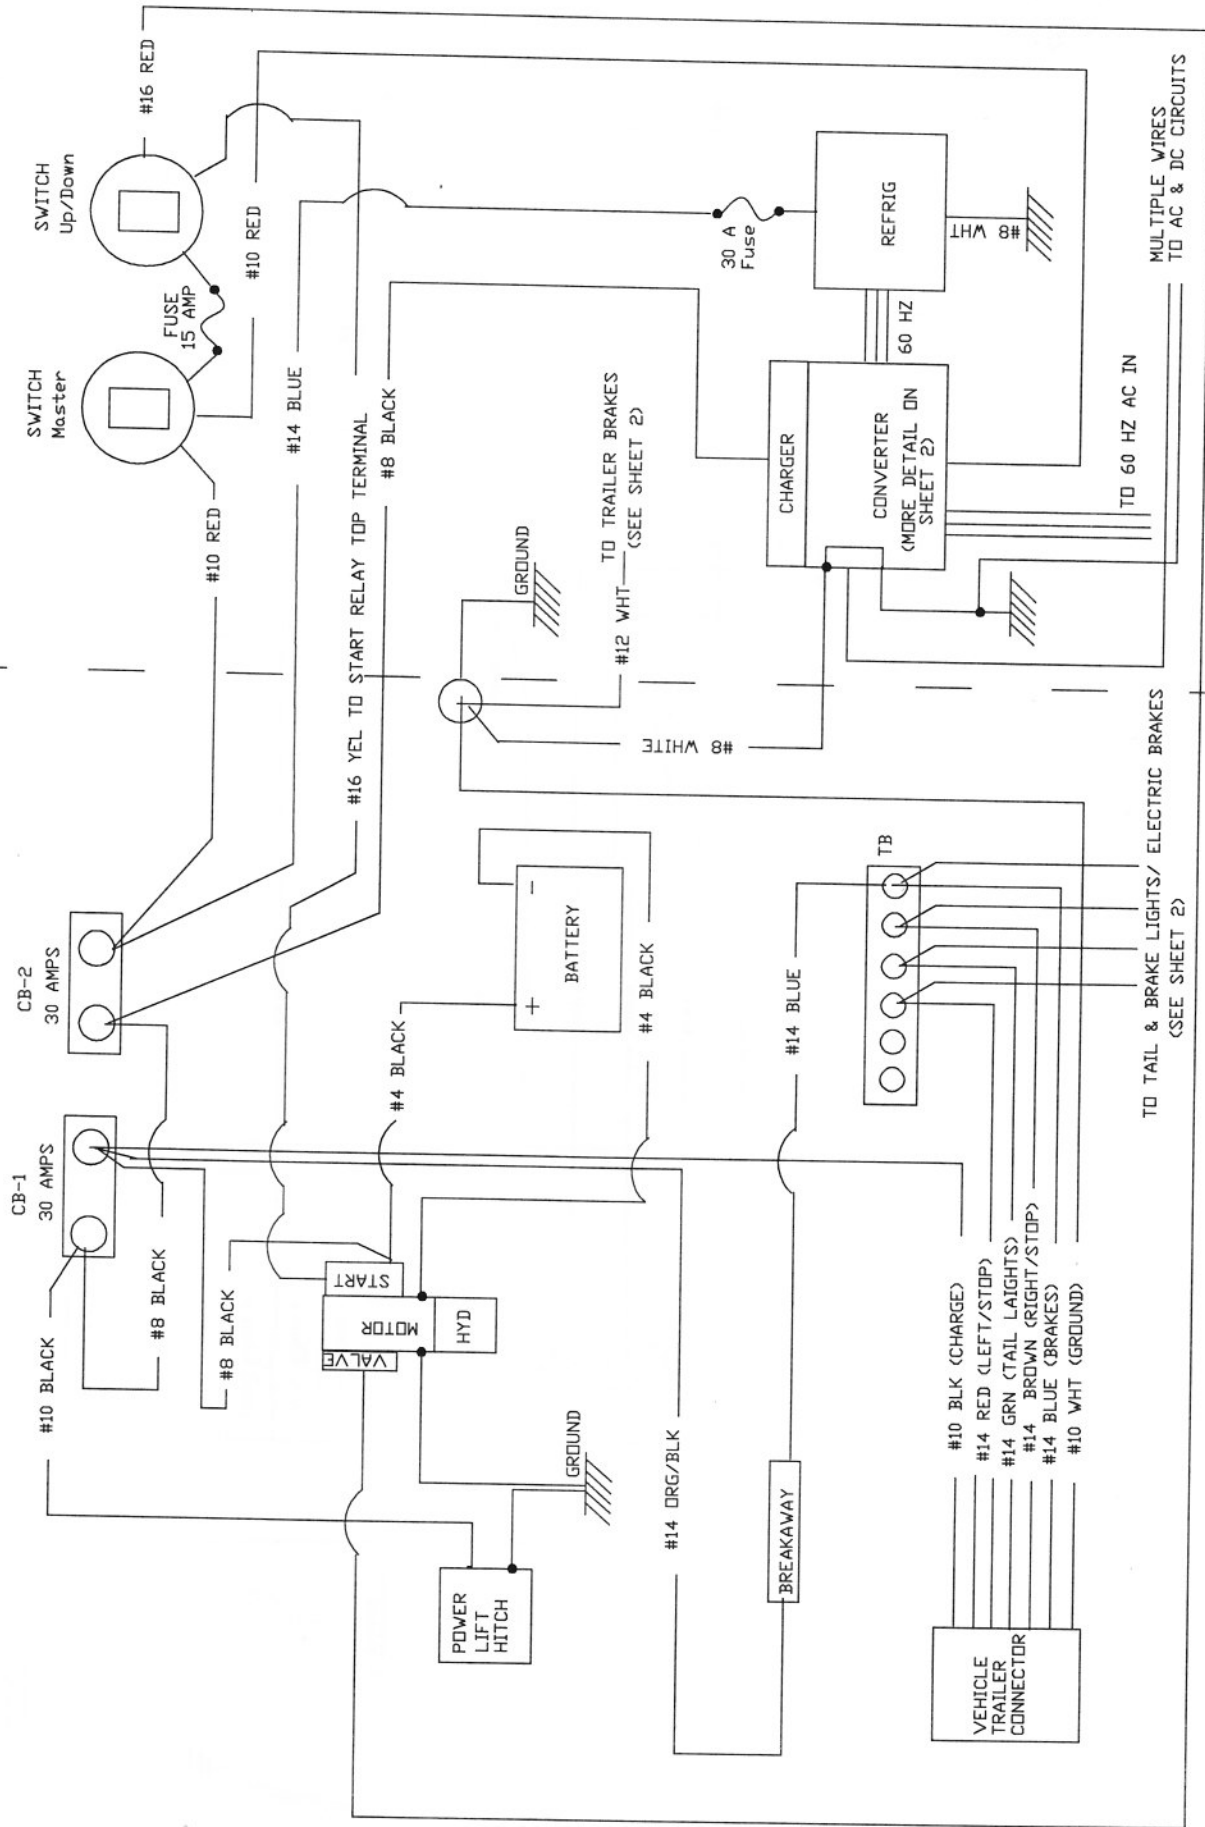 #16 RED
SWITCH
Up/Down
#10 RED
FUSE
15 AMP
SWITCH
Master
#10 RED
#14 BLUE
#16 YEL TO START RELAY TOP TERMINAL
#8 BLACK
30 A
Fuse
REFRIG
#8 WHT
60 HZ
MULTIPLE WIRES
TO AC & DC CIRCUITS
CHARGER
CONVERTER
(MORE DETAIL ON
SHEET 2)
TO 60 HZ AC IN
GROUND
#12 WHT
TO TRAILER BRAKES
(SEE SHEET 2)
#8 WHITE
CB-2
30 AMPS
CB-1
30 AMPS
BATTERY
-
+
#4 BLACK
#4 BLACK
TB
#14 BLUE
TO TAIL & BRAKE LIGHTS/ ELECTRIC BRAKES
(SEE SHEET 2)
#10 BLACK
#8 BLACK
#8 BLACK
START
MOTOR
VALVE
HYD
GROUND
POWER
LIFT
HITCH
#14 ORG/BLK
BREAKAWAY
#10 BLK (CHARGE)
#14 RED (LEFT/STOP)
#14 GRN (TAIL LAIGHTS)
#14 BROWN (RIGHT/STOP)
#14 BLUE (BRAKES)
#10 WHT (GROUND)
VEHICLE
TRAILER
CONNECTOR